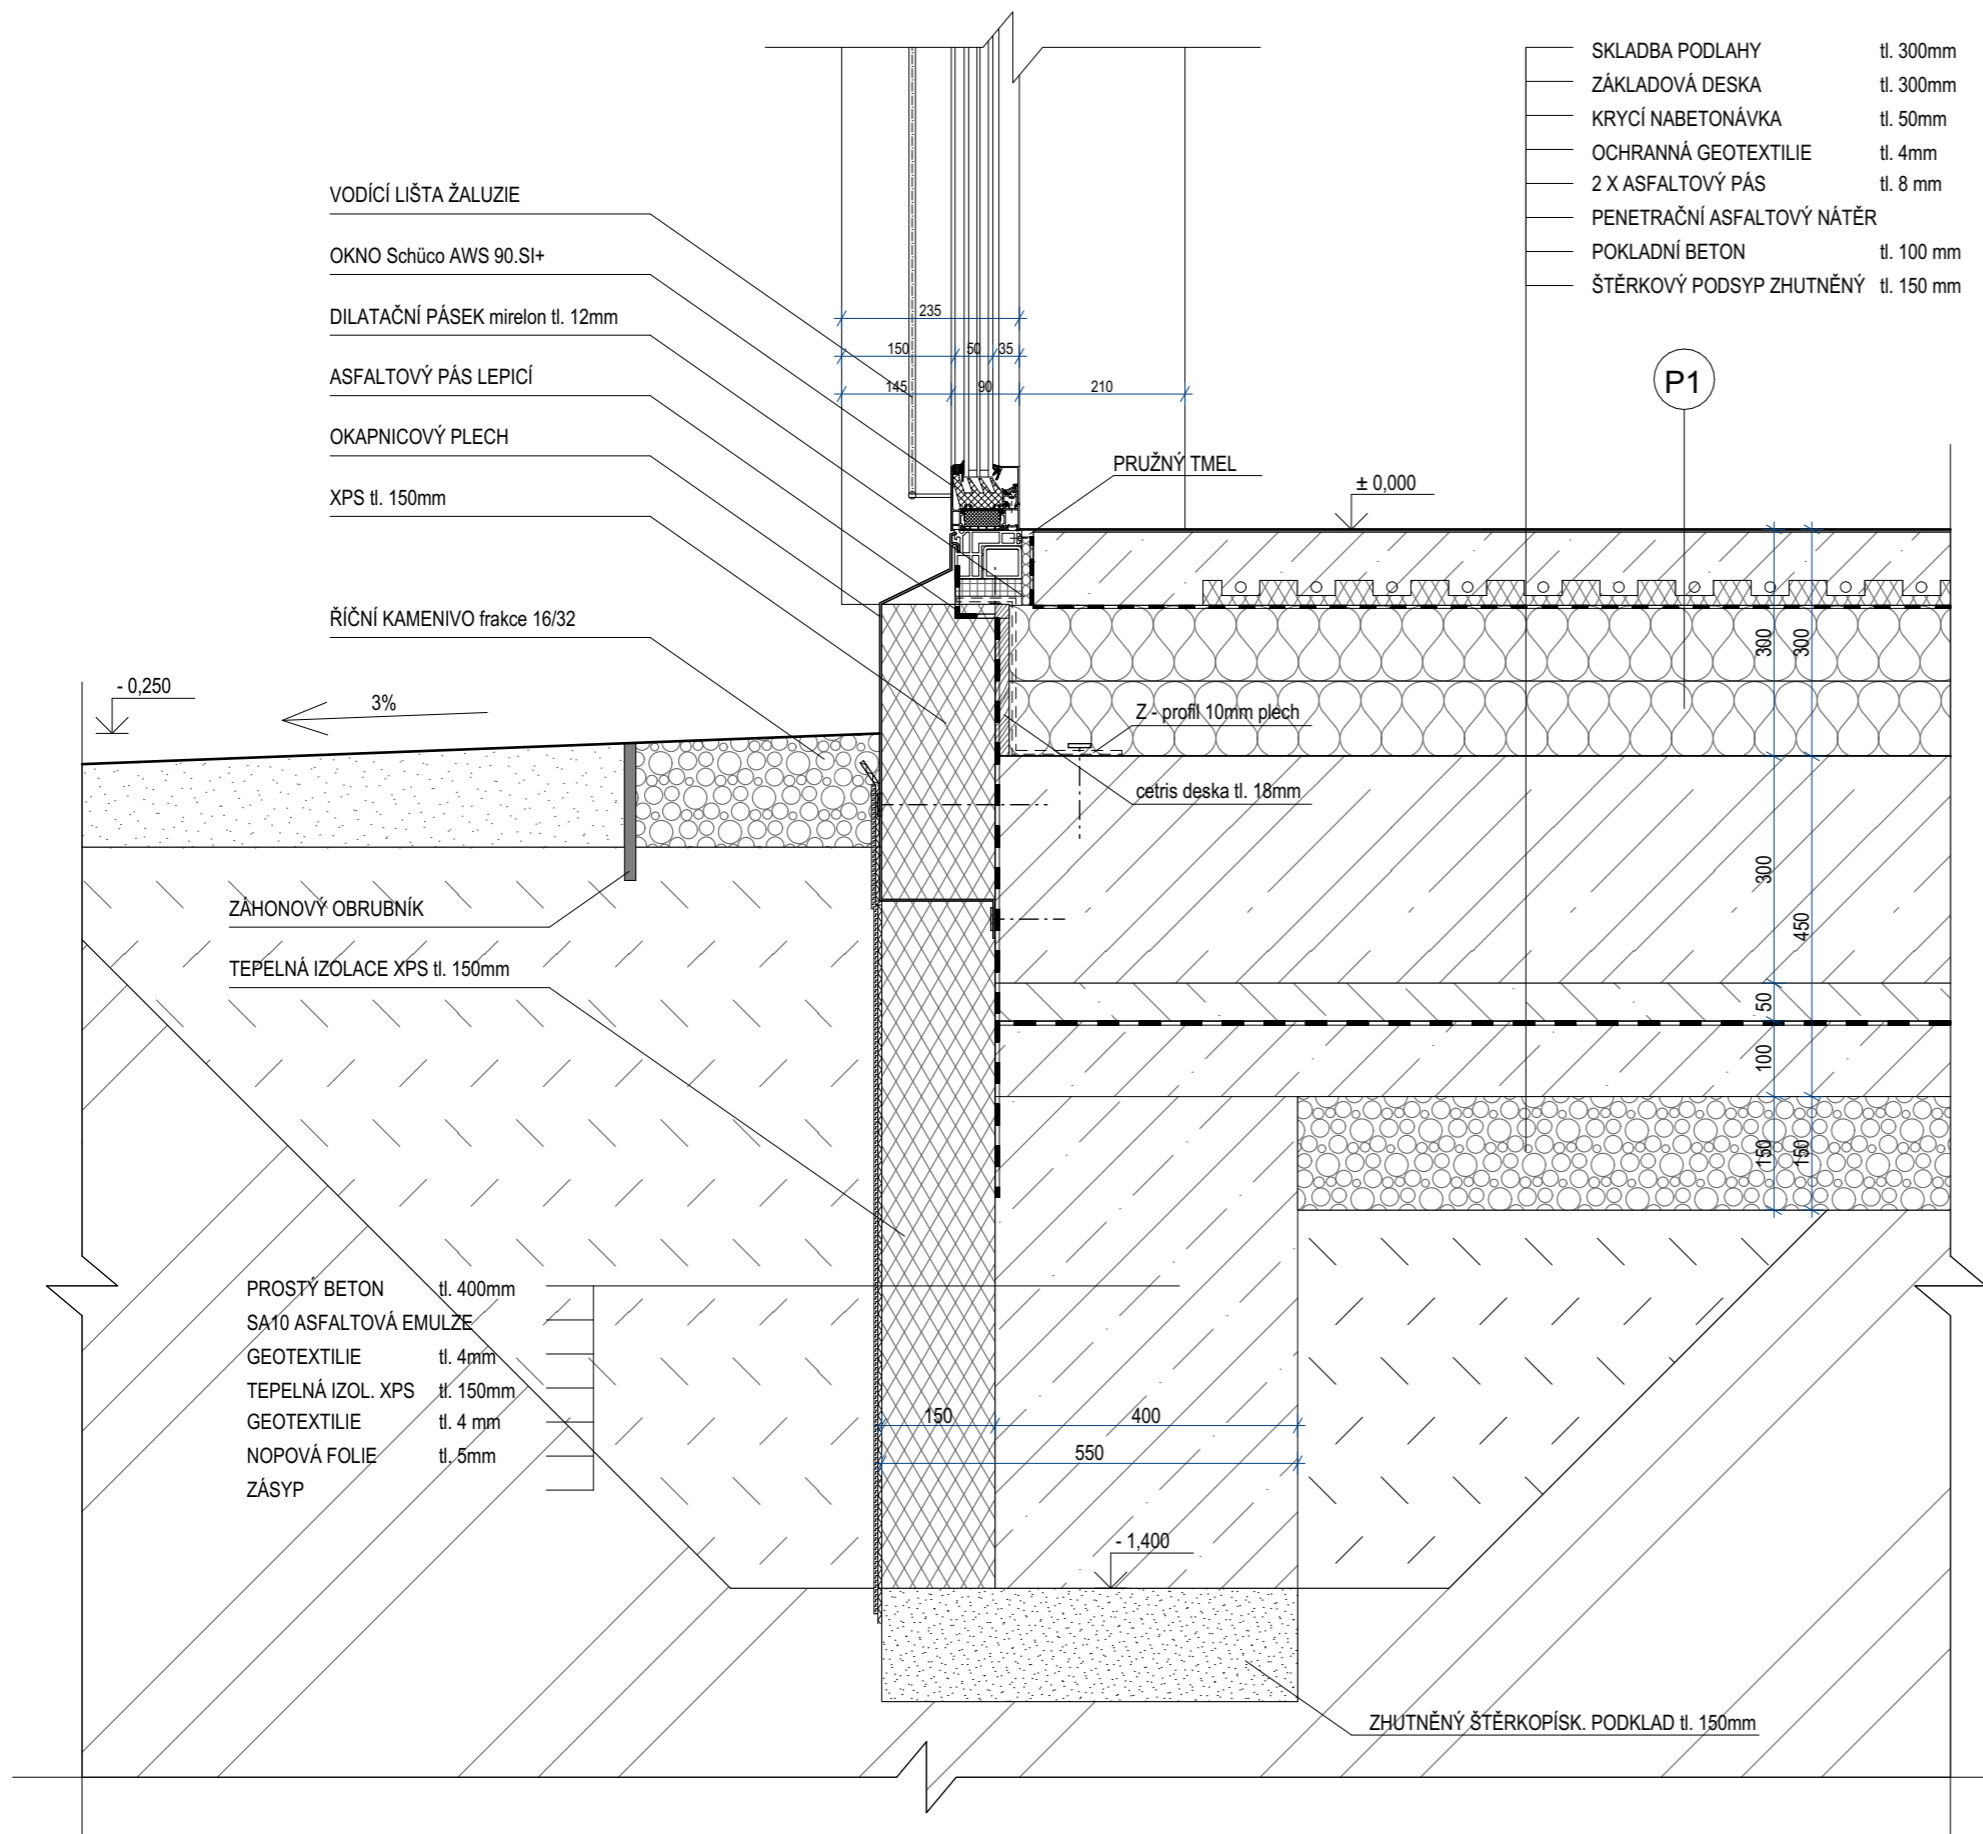 SKLADBA PODLAHY tl. 300mm
ZÁKLADOVÁ DESKA tl. 300mm
KRYCÍ NABETONÁVKA tl. 50mm
OCHRANNÁ GEOTEXTILIE tl. 4mm
2 X ASFALTOVÝ PÁS tl. 8 mm
PENETRAČNÍ ASFALTOVÝ NÁTĚR
POKLADNÍ BETON tl. 100 mm
ŠTĚRKOVÝ PODSYP ZHUTNĚNÝ tl. 150 mm
VODÍCÍ LIŠTA ŽALUZIE
OKNO Schüco AWS 90.SI+
DILATAČNÍ PÁSEK mirelon tl. 12mm
ASFALTOVÝ PÁS LEPICÍ
OKAPNICOVÝ PLECH
XPS tl. 150mm
ŘÍČNÍ KAMENIVO frakce 16/32
235
150 50 35
145 90 210
P1
PRUŽNÝ TMEL
± 0,000
- 0,250
3%
300 300
Z - profil 10mm plech
cetris deska tl. 18mm
300
450
50
100
150 150
ZÁHONOVÝ OBRUBNÍK
TEPELNÁ IZOLACE XPS tl. 150mm
PROSTÝ BETON tl. 400mm
SA10 ASFALTOVÁ EMULZE
GEOTEXTILIE tl. 4mm
TEPELNÁ IZOL. XPS tl. 150mm
GEOTEXTILIE tl. 4 mm
NOPOVÁ FOLIE tl. 5mm
ZÁSYP
150 400
550
- 1,400
ZHUTNĚNÝ ŠTĚRKOPÍSK. PODKLAD tl. 150mm